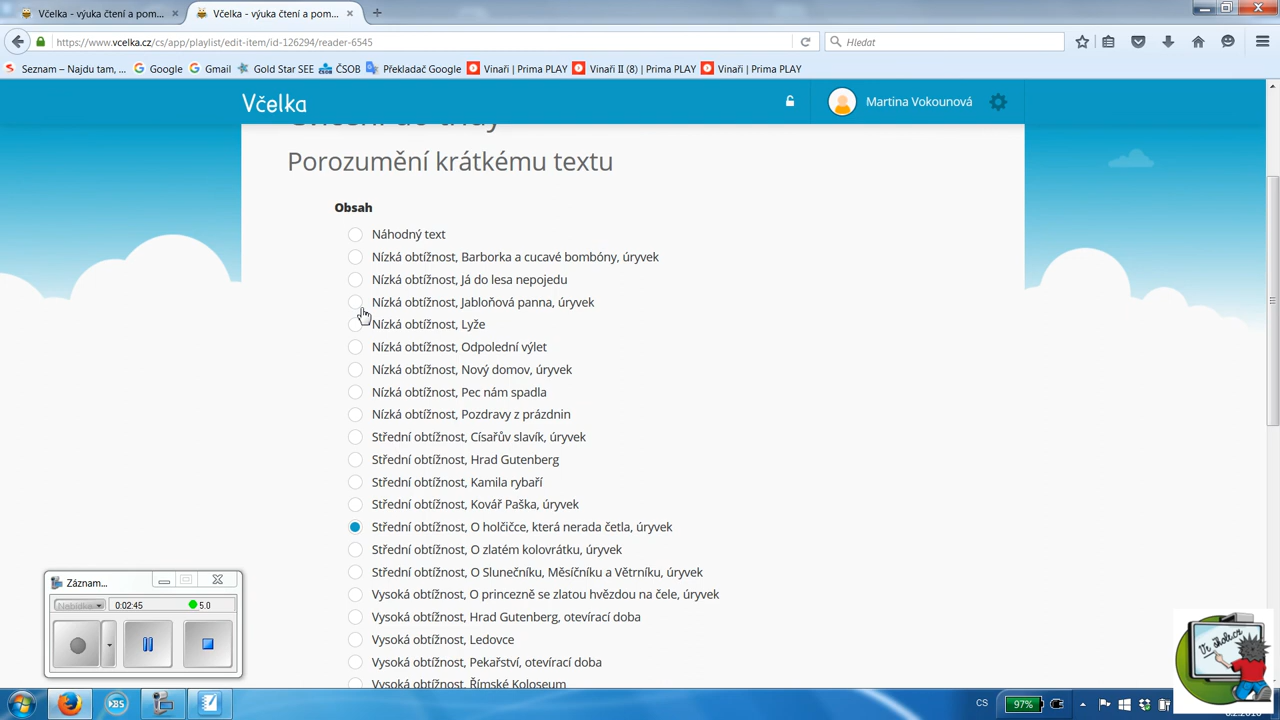 Včelka - výuka čtení a pom...
Včelka - výuka čtení a pom...
https://www.vcelka.cz/cs/app/playlist/edit-item/id-126294/reader-6545
Hledat
Seznam – Najdu tam, ... Google Gmail Gold Star SEE ČSOB Překladač Google Vinaři | Prima PLAY Vinaři II (8) | Prima PLAY Vinaři | Prima PLAY
Včelka
Martina Vokounová
Porozumění krátkému textu
Obsah
Náhodný text
Nízká obtížnost, Barborka a cucavé bombóny, úryvek
Nízká obtížnost, Já do lesa nepojedu
Nízká obtížnost, Jabloňová panna, úryvek
Nízká obtížnost, Lyže
Nízká obtížnost, Odpolední výlet
Nízká obtížnost, Nový domov, úryvek
Nízká obtížnost, Pec nám spadla
Nízká obtížnost, Pozdravy z prázdnin
Střední obtížnost, Císařův slavík, úryvek
Střední obtížnost, Hrad Gutenberg
Střední obtížnost, Kamila rybaří
Střední obtížnost, Kovář Paška, úryvek
Střední obtížnost, O holčičce, která nerada četla, úryvek
Střední obtížnost, O zlatém kolovrátku, úryvek
Střední obtížnost, O Slunečníku, Měsíčníku a Větrníku, úryvek
Vysoká obtížnost, O princezně se zlatou hvězdou na čele, úryvek
Vysoká obtížnost, Hrad Gutenberg, otevírací doba
Vysoká obtížnost, Ledovce
Vysoká obtížnost, Pekařství, otevírací doba
Vysoká obtížnost, Římské Koloseum
Záznam...
Nabídka 0:02:45 5.0
KBS
CS 97%